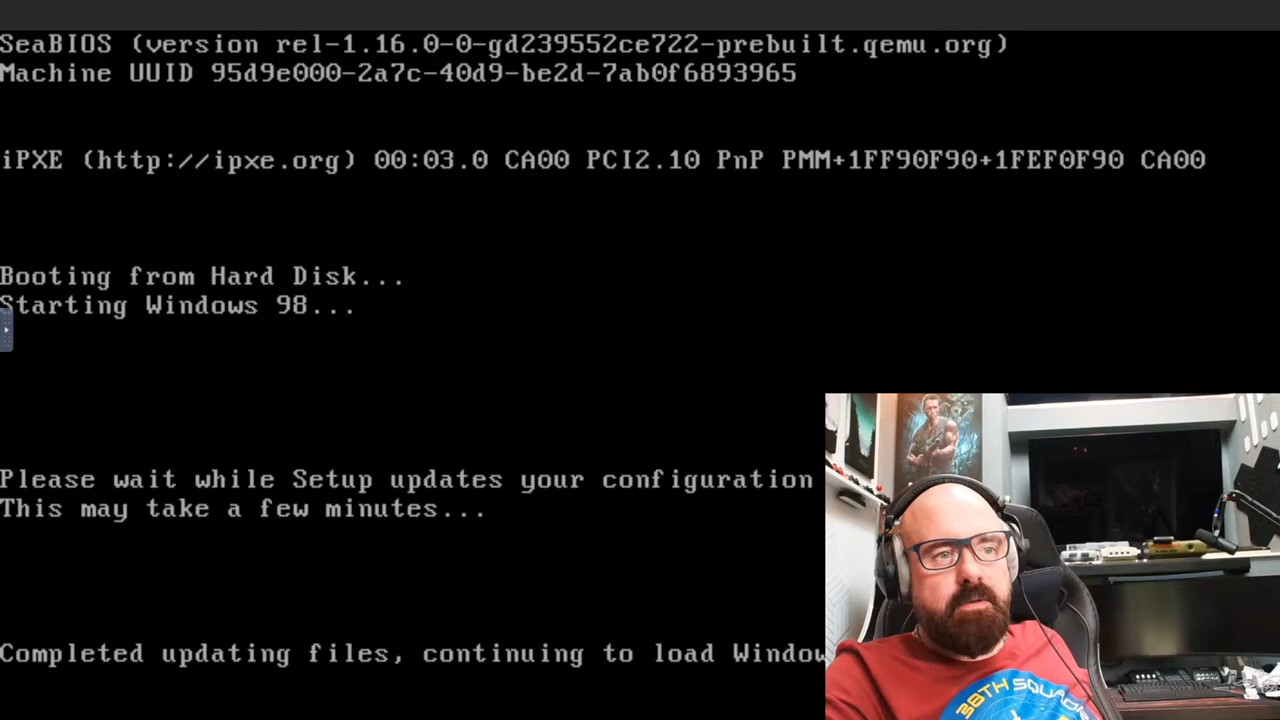 SeaBIOS (version rel-1.16.0-0-gd239552ce722-prebuilt.qemu.org)
Machine UUID 95d9e000-2a7c-40d9-be2d-7ab0f6893965
iPXE (http://ipxe.org) 00:03.0 CA00 PCI2.10 PnP PMM+1FF90F90+1FEF0F90 CA00
Booting from Hard Disk...
Starting Windows 98...
Please wait while Setup updates your configuration
This may take a few minutes...
Completed updating files, continuing to load Window
38TH